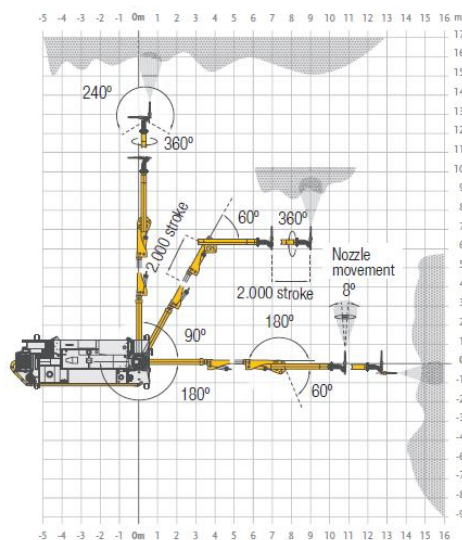 -5 -4 -3 -2 -1 0m 1 2 3 4 5 6 7 8 9 10 11 12 13 14 15 16 m
17
16
15
14
240º
13
12
360º
11
10
9
8
2.000 stroke
60º
360º
7
6
5
Nozzle
movement
4
2.000 stroke
8º
3
2
90º
180º
1
0
-1
180º
60º
-2
-3
-4
-5
-6
-7
-8
-9
-5 -4 -3 -2 -1 0m 1 2 3 4 5 6 7 8 9 10 11 12 13 14 15 16 m